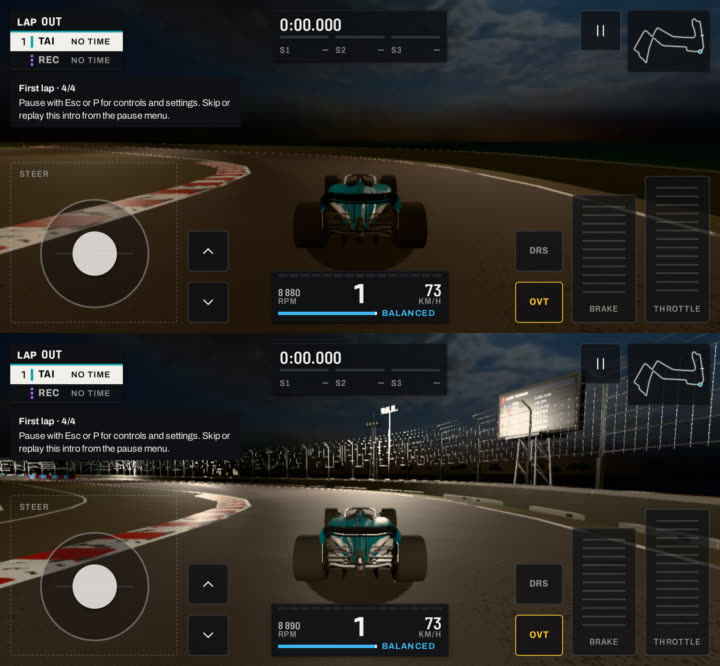 LAP OUT
1 TAI NO TIME
REC NO TIME
0:00.000
S1 – S2 – S3 –
First lap · 4/4
Pause with Esc or P for controls and settings. Skip or
replay this intro from the pause menu.
STEER
DRS
OVT
BRAKE
THROTTLE
8 880
RPM
1
73
KM/H
BALANCED
LAP OUT
1 TAI NO TIME
REC NO TIME
0:00.000
S1 – S2 – S3 –
First lap · 4/4
Pause with Esc or P for controls and settings. Skip or
replay this intro from the pause menu.
STEER
DRS
OVT
BRAKE
THROTTLE
8 890
RPM
1
73
KM/H
BALANCED